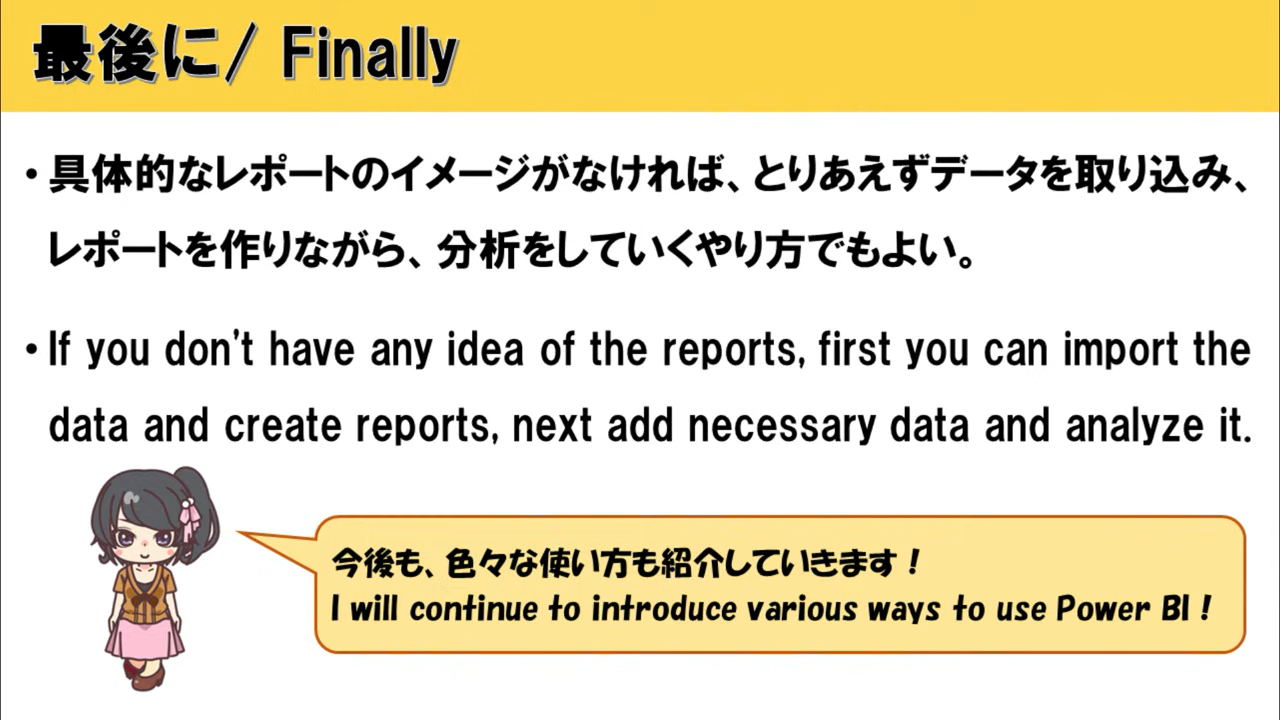 最後に/ Finally
• 具体的なレポートのイメージがなければ、とりあえずデータを取り込み、
レポートを作りながら、分析をしていくやり方でもよい。
• If you don't have any idea of the reports, first you can import the
data and create reports, next add necessary data and analyze it.
今後も、色々な使い方も紹介していきます！
I will continue to introduce various ways to use Power BI！